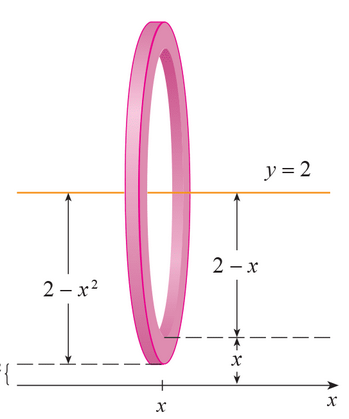 y = 2
2 − x
2 − x²
x
x
x